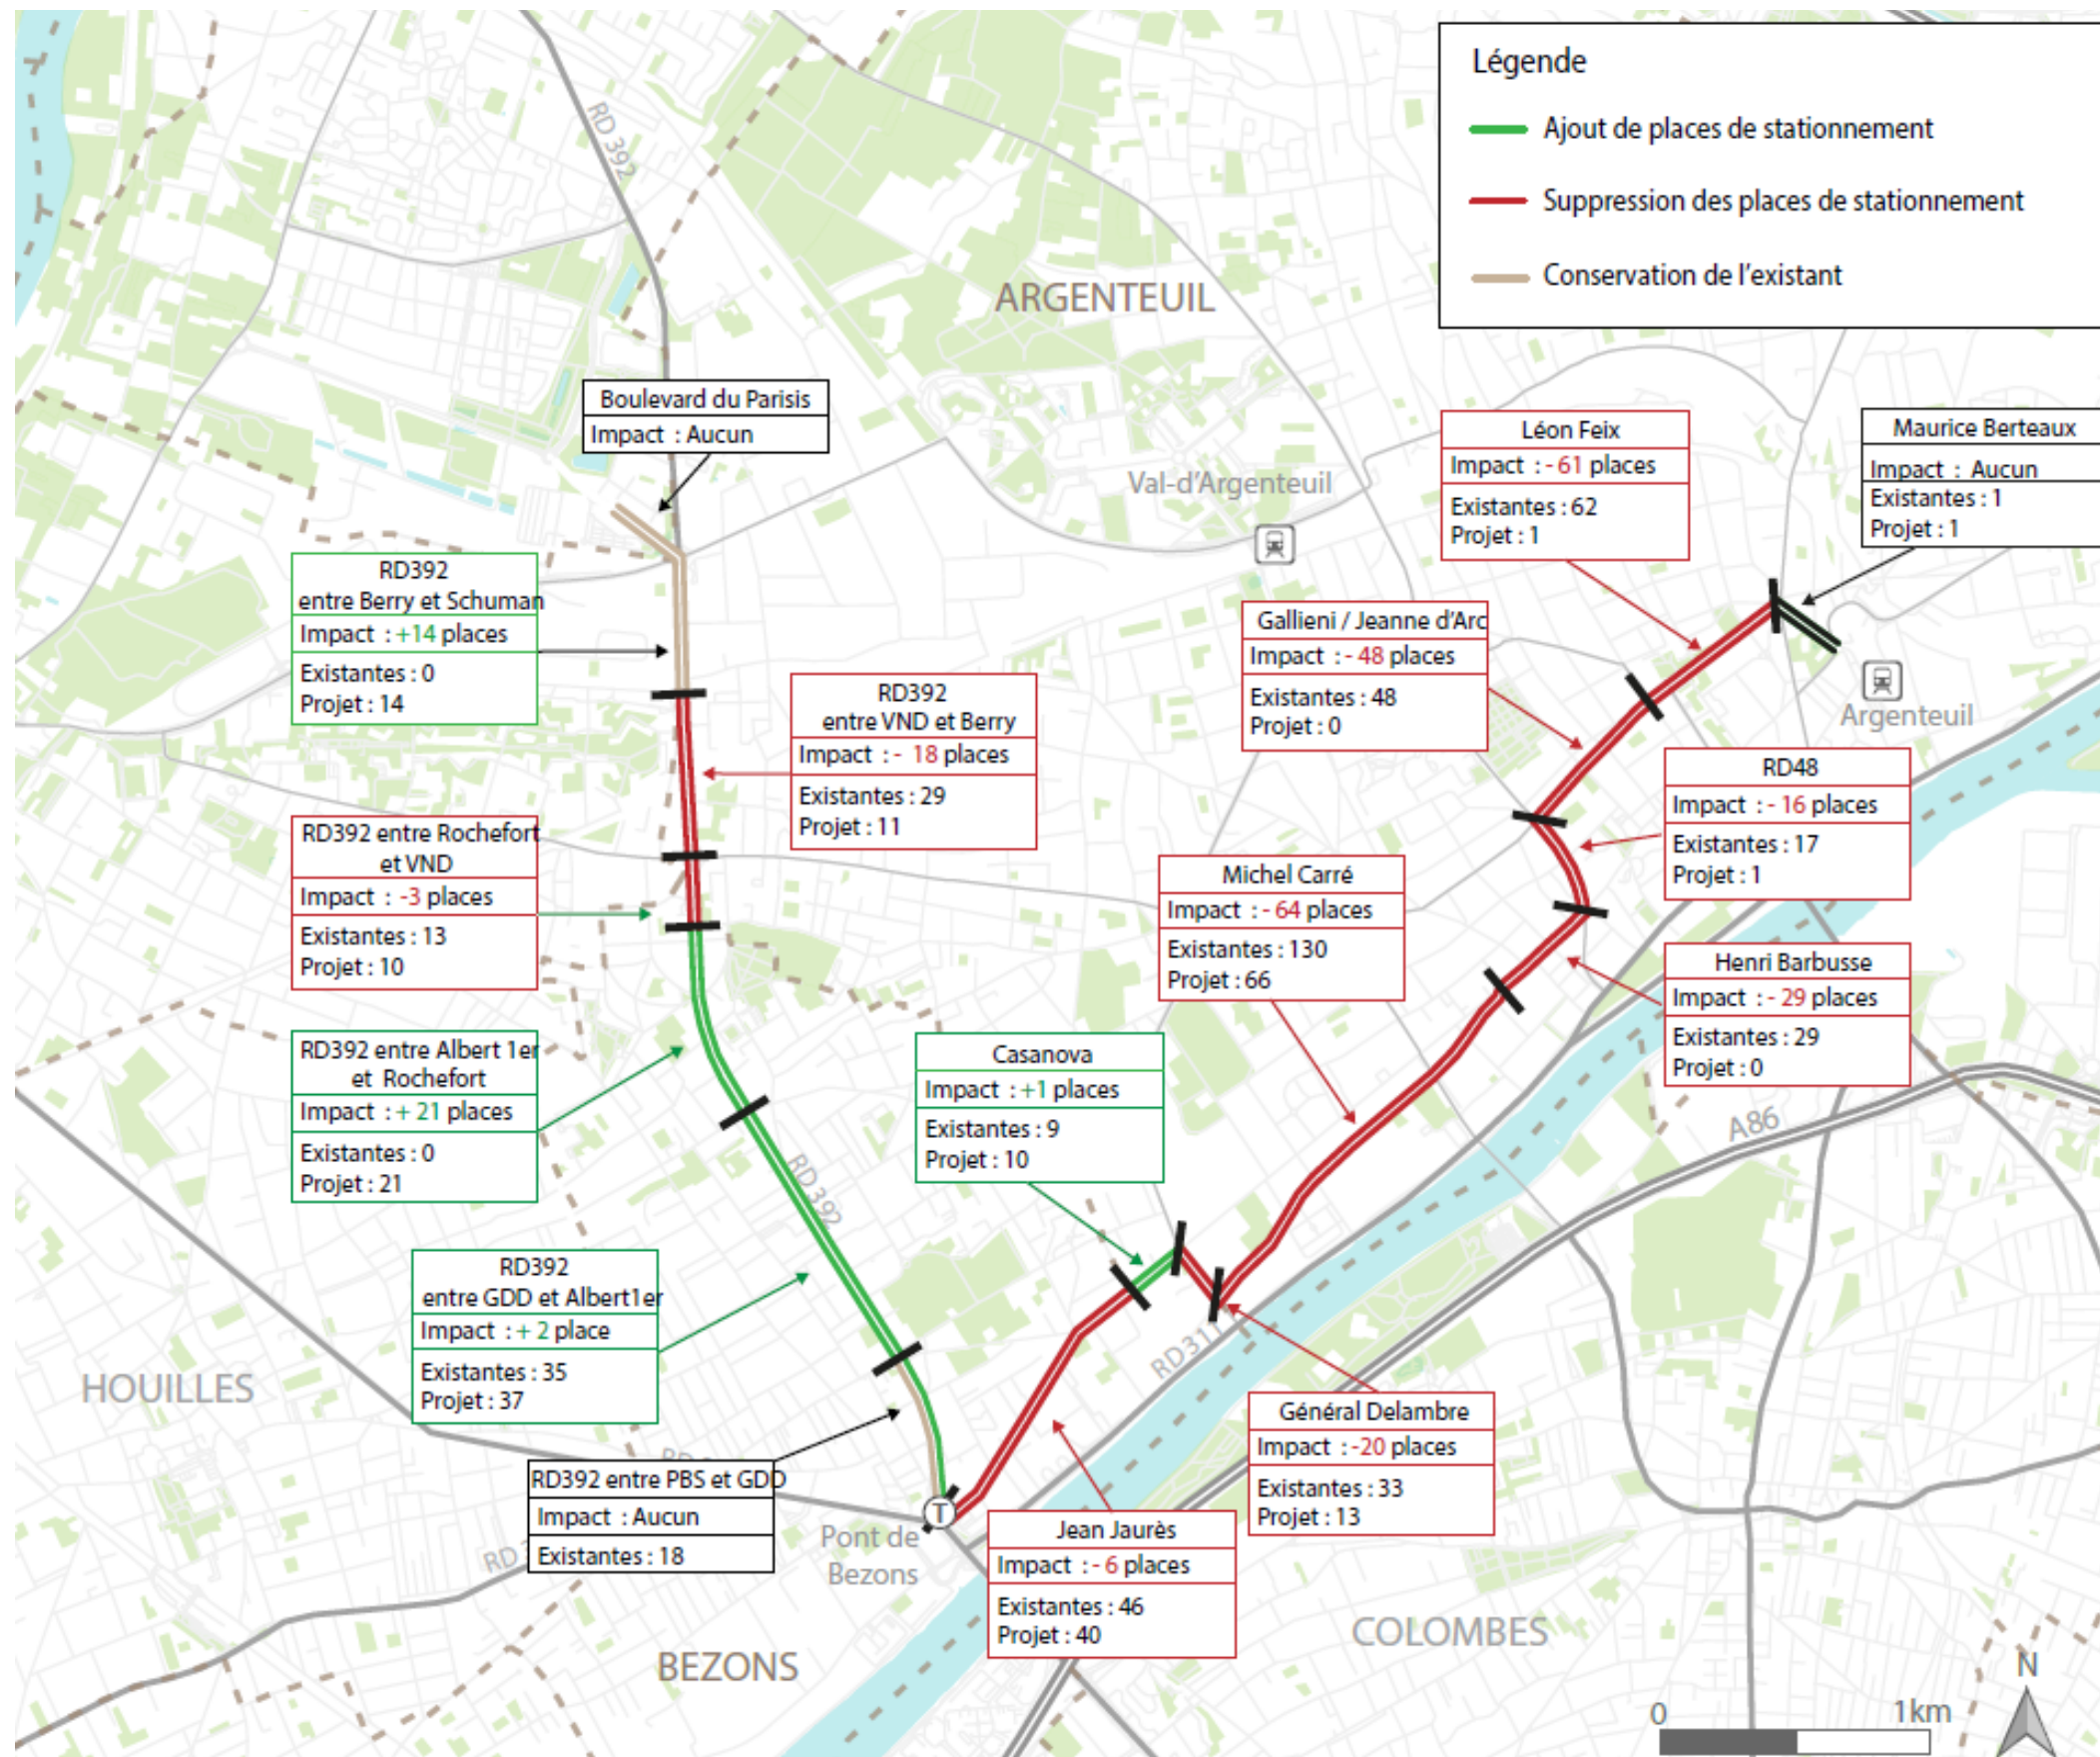 Légende
Ajout de places de stationnement
Suppression des places de stationnement
Conservation de l'existant
RD392
ARGENTEUIL
Boulevard du Parisis
Impact : Aucun
Val-d'Argenteuil
Léon Feix
Impact : - 61 places
Existantes : 62
Projet : 1
Maurice Berteaux
Impact : Aucun
Existantes : 1
Projet : 1
RD392
entre Berry et Schuman
Impact : +14 places
Existantes : 0
Projet : 14
Gallieni / Jeanne d'Arc
Impact : - 48 places
Existantes : 48
Projet : 0
Argenteuil
RD392
entre VND et Berry
Impact : - 18 places
Existantes : 29
Projet : 11
RD48
Impact : - 16 places
Existantes : 17
Projet : 1
RD392 entre Rochefort
et VND
Impact : -3 places
Existantes : 13
Projet : 10
Michel Carré
Impact : - 64 places
Existantes : 130
Projet : 66
Henri Barbusse
Impact : - 29 places
Existantes : 29
Projet : 0
RD392 entre Albert 1er
et Rochefort
Impact : + 21 places
Existantes : 0
Projet : 21
Casanova
Impact : +1 places
Existantes : 9
Projet : 10
A86
RD392
RD392
entre GDD et Albert1er
Impact : + 2 place
Existantes : 35
Projet : 37
RD311
HOUILLES
Général Delambre
Impact : -20 places
Existantes : 33
Projet : 13
RD392 entre PBS et GDD
Impact : Aucun
Existantes : 18
T
Pont de
Bezons
RD
Jean Jaurès
Impact : - 6 places
Existantes : 46
Projet : 40
COLOMBES
BEZONS
N
0 1km